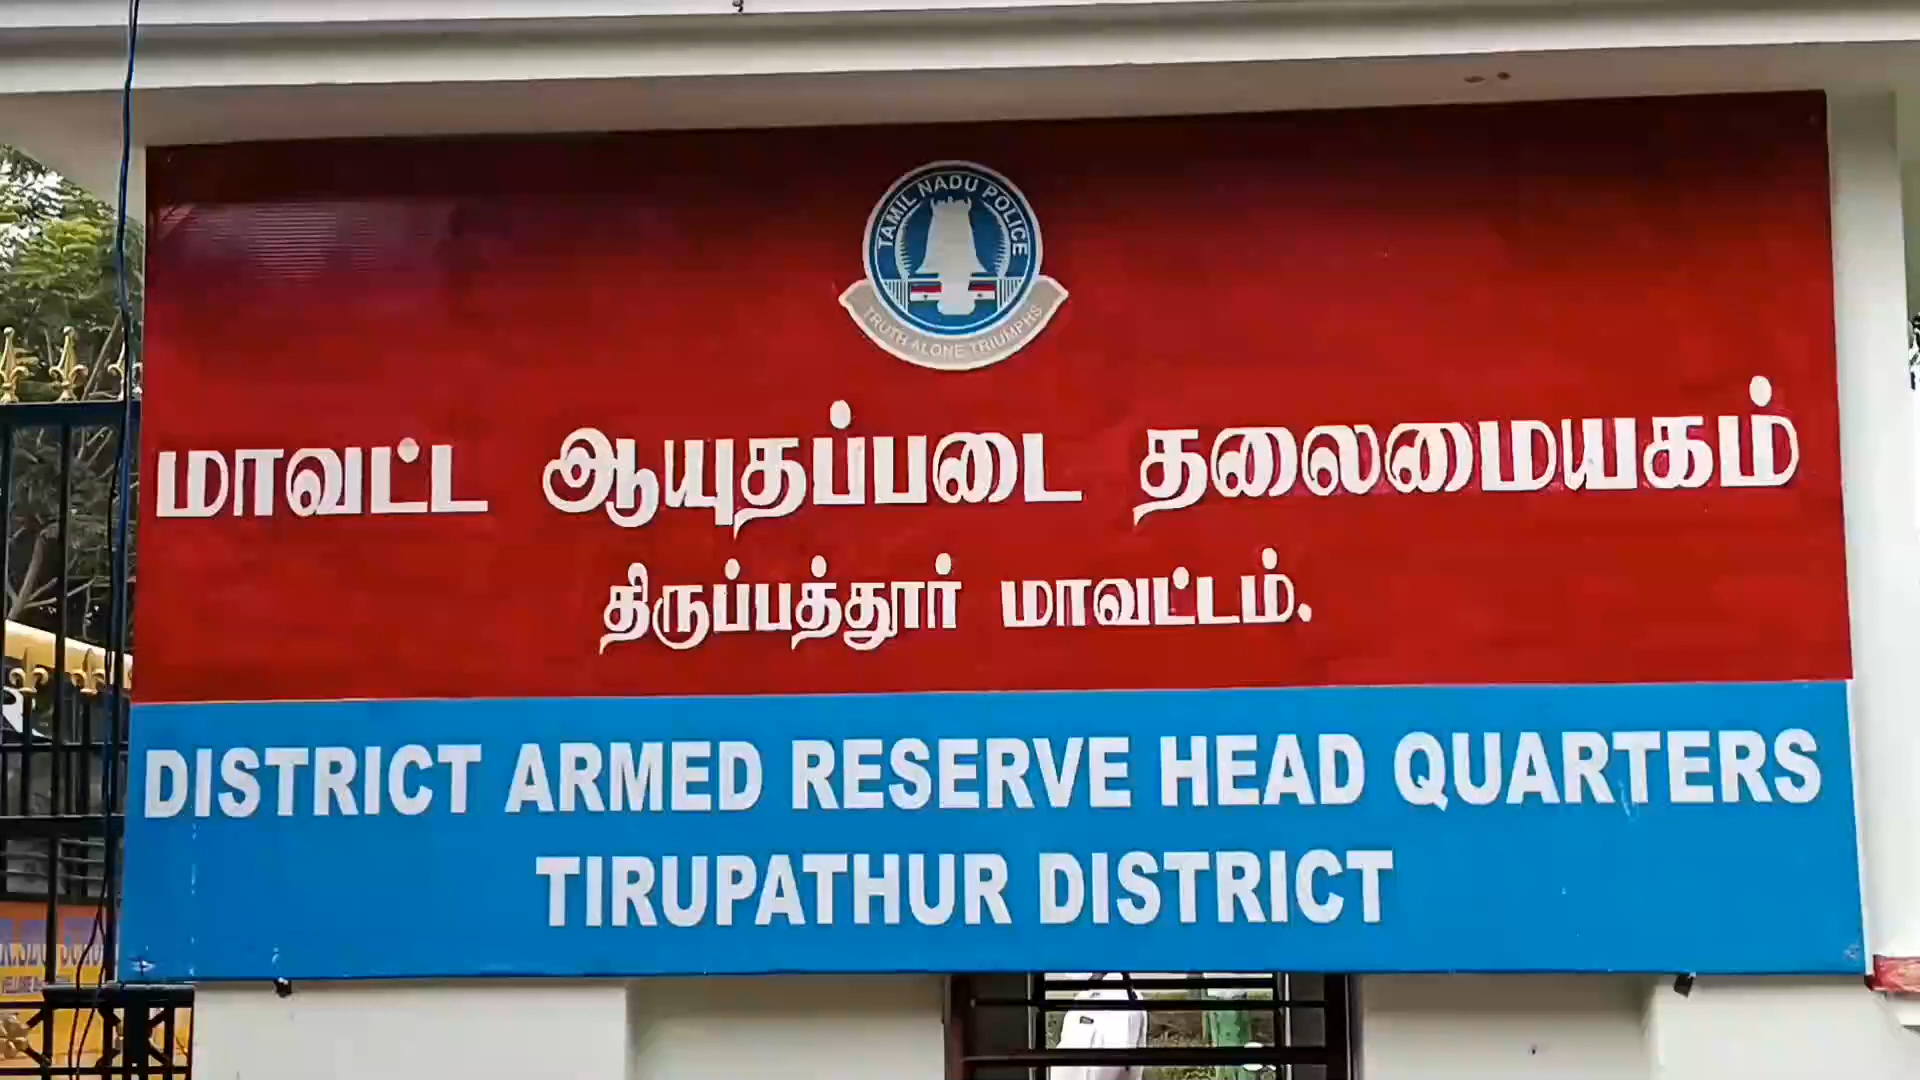 TAMIL NADU POLICE
TRUTH ALONE TRIUMPHS
மாவட்ட ஆயுதப்படை தலைமையகம்
திருப்பத்தூர் மாவட்டம்.
DISTRICT ARMED RESERVE HEAD QUARTERS
TIRUPATHUR DISTRICT